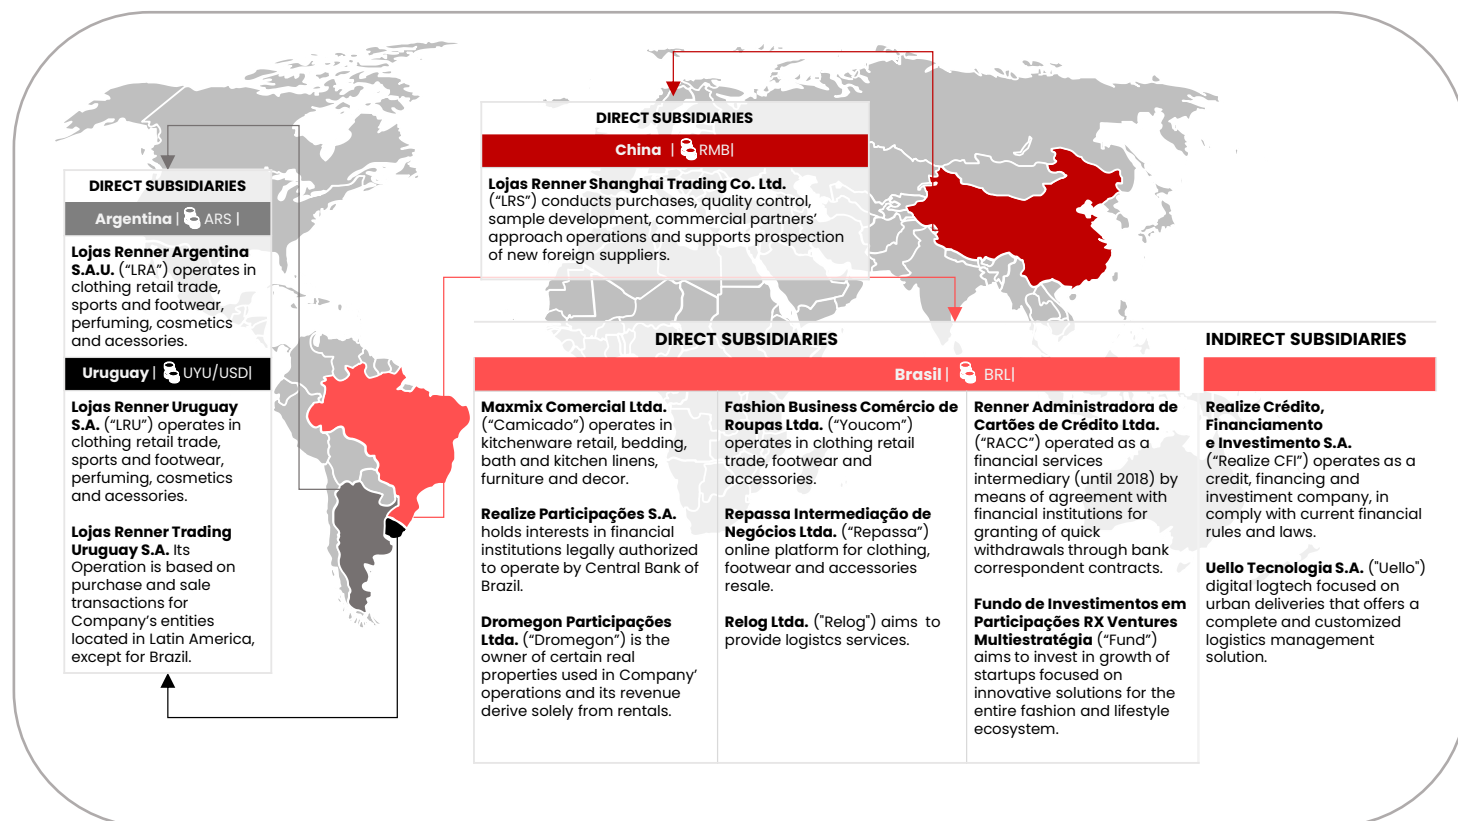 DIRECT SUBSIDIARIES
Argentina | ARS |
Lojas Renner Argentina
S.A.U. (“LRA”) operates in
clothing retail trade,
sports and footwear,
perfuming, cosmetics
and acessories.
Uruguay | UYU/USD|
Lojas Renner Uruguay
S.A. (“LRU”) operates in
clothing retail trade,
sports and footwear,
perfuming, cosmetics
and acessories.
Lojas Renner Trading
Uruguay S.A. Its
Operation is based on
purchase and sale
transactions for
Company’s entities
located in Latin America,
except for Brazil.
DIRECT SUBSIDIARIES
China | RMB|
Lojas Renner Shanghai Trading Co. Ltd.
(“LRS”) conducts purchases, quality control,
sample development, commercial partners’
approach operations and supports prospection
of new foreign suppliers.
DIRECT SUBSIDIARIES
Brasil | BRL|
Maxmix Comercial Ltda.
(“Camicado”) operates in
kitchenware retail, bedding,
bath and kitchen linens,
furniture and decor.
Realize Participações S.A.
holds interests in financial
institutions legally authorized
to operate by Central Bank of
Brazil.
Dromegon Participações
Ltda. (“Dromegon”) is the
owner of certain real
properties used in Company’
operations and its revenue
derive solely from rentals.
Fashion Business Comércio de
Roupas Ltda. (“Youcom”)
operates in clothing retail
trade, footwear and
accessories.
Repassa Intermediação de
Negócios Ltda. (“Repassa”)
online platform for clothing,
footwear and accessories
resale.
Relog Ltda. ("Relog") aims to
provide logistcs services.
Renner Administradora de
Cartões de Crédito Ltda.
(“RACC”) operated as a
financial services
intermediary (until 2018) by
means of agreement with
financial institutions for
granting of quick
withdrawals through bank
correspondent contracts.
Fundo de Investimentos em
Participações RX Ventures
Multiestratégia (“Fund”)
aims to invest in growth of
startups focused on
innovative solutions for the
entire fashion and lifestyle
ecosystem.
INDIRECT SUBSIDIARIES
Realize Crédito,
Financiamento
e Investimento S.A.
(“Realize CFI”) operates as a
credit, financing and
investiment company, in
comply with current financial
rules and laws.
Uello Tecnologia S.A. ("Uello")
digital logtech focused on
urban deliveries that offers a
complete and customized
logistics management
solution.